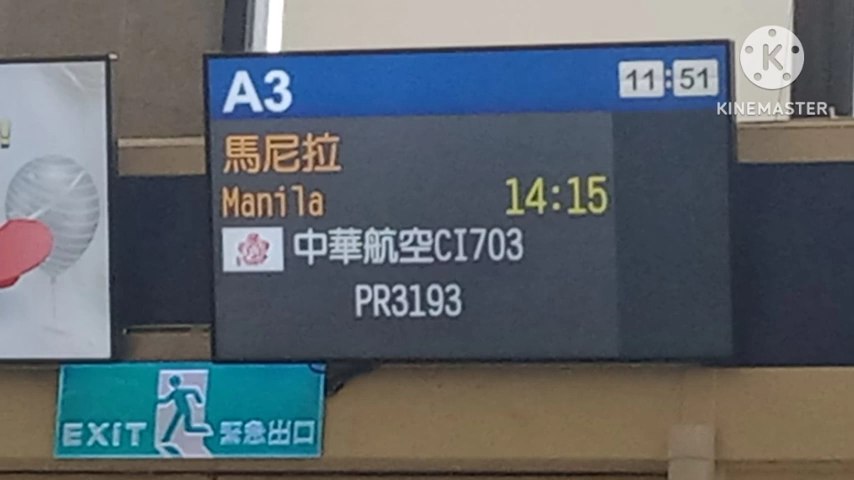 A3 11:51
馬尼拉
Manila 14:15
中華航空CI703
PR3193
EXIT 緊急出口
KINEMASTER